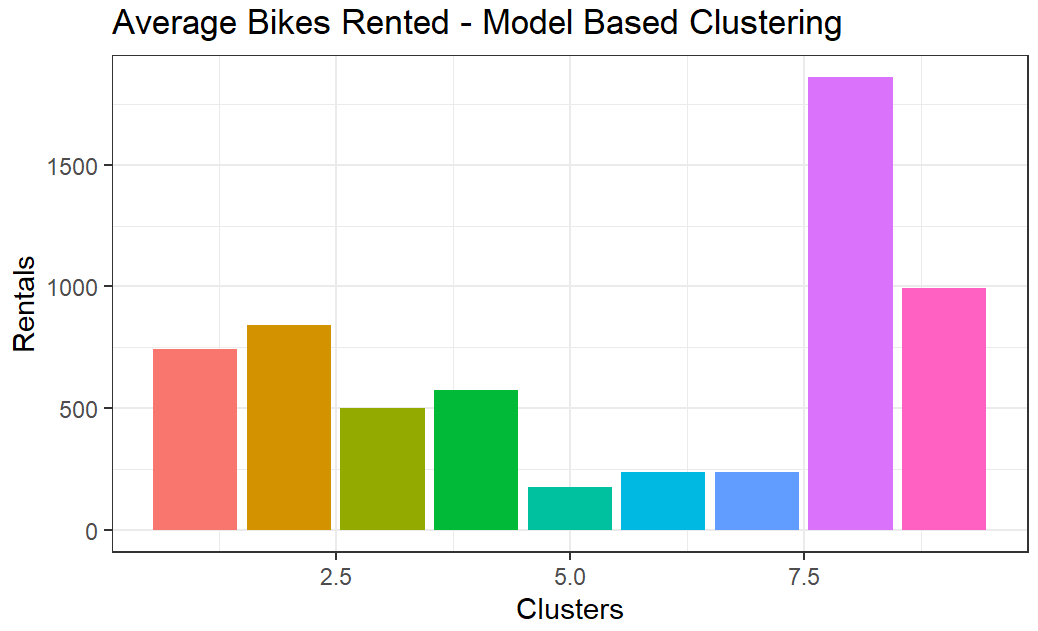 Average Bikes Rented - Model Based Clustering
Rentals
1500
1000
500
0
2.5 5.0 7.5
Clusters